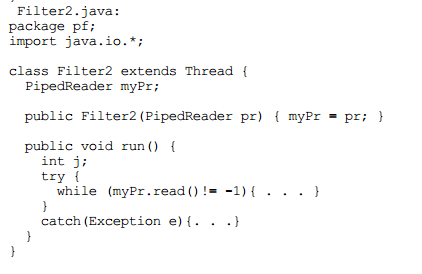 }
Filter2.java:
package pf;
import java.io.*;
class Filter2 extends Thread {
PipedReader myPr;
public Filter2(PipedReader pr) { myPr = pr; }
public void run() {
int j;
try {
while (myPr.read()!= -1){ . . . }
}
catch(Exception e){. . .}
}
}